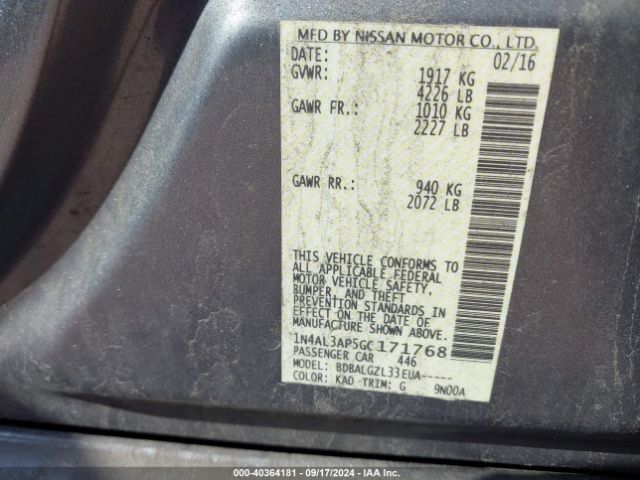 MFD BY NISSAN MOTOR CO., LTD.
DATE: 02/16
GVWR: 1917 KG
4226 LB
GAWR FR.: 1010 KG
2227 LB
GAWR RR.: 940 KG
2072 LB
THIS VEHICLE CONFORMS TO
ALL APPLICABLE FEDERAL
MOTOR VEHICLE SAFETY,
BUMPER, AND THEFT
PREVENTION STANDARDS IN
EFFECT ON THE DATE OF
MANUFACTURE SHOWN ABOVE.
1N4AL3AP5GC171768
PASSENGER CAR 446
MODEL: BDBALGZL33EUA-----
COLOR: KAD TRIM: G 9N00A
000-40364181 | 09/17/2024 | IAA Inc.